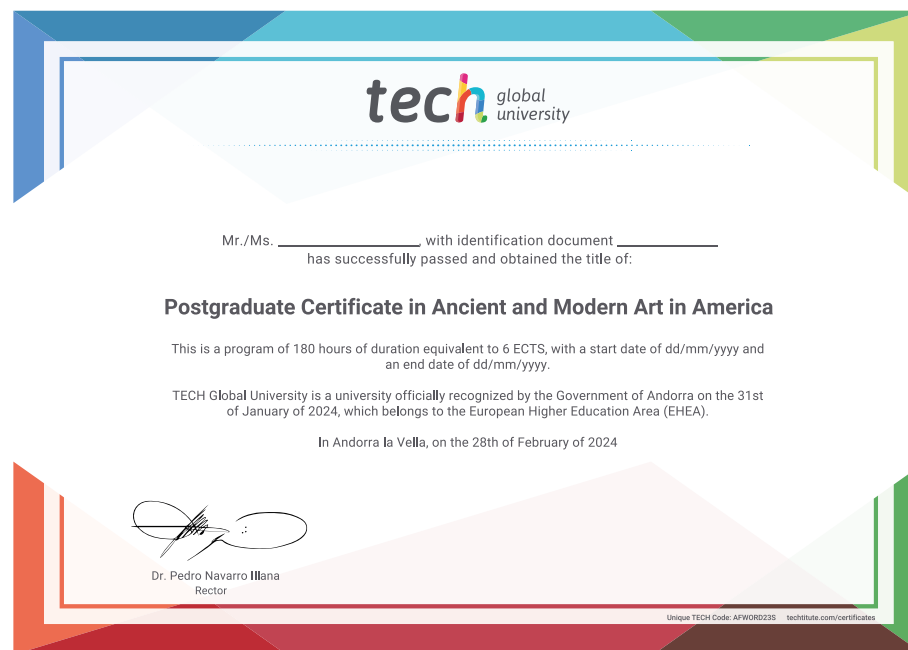 tech global university
Mr./Ms. ____________, with identification document ____________
has successfully passed and obtained the title of:
Postgraduate Certificate in Ancient and Modern Art in America
This is a program of 180 hours of duration equivalent to 6 ECTS, with a start date of dd/mm/yyyy and
an end date of dd/mm/yyyy.
TECH Global University is a university officially recognized by the Government of Andorra on the 31st
of January of 2024, which belongs to the European Higher Education Area (EHEA).
In Andorra la Vella, on the 28th of February of 2024
Dr. Pedro Navarro Illana
Rector
Unique TECH Code: AFWORD23S techtitute.com/certificates